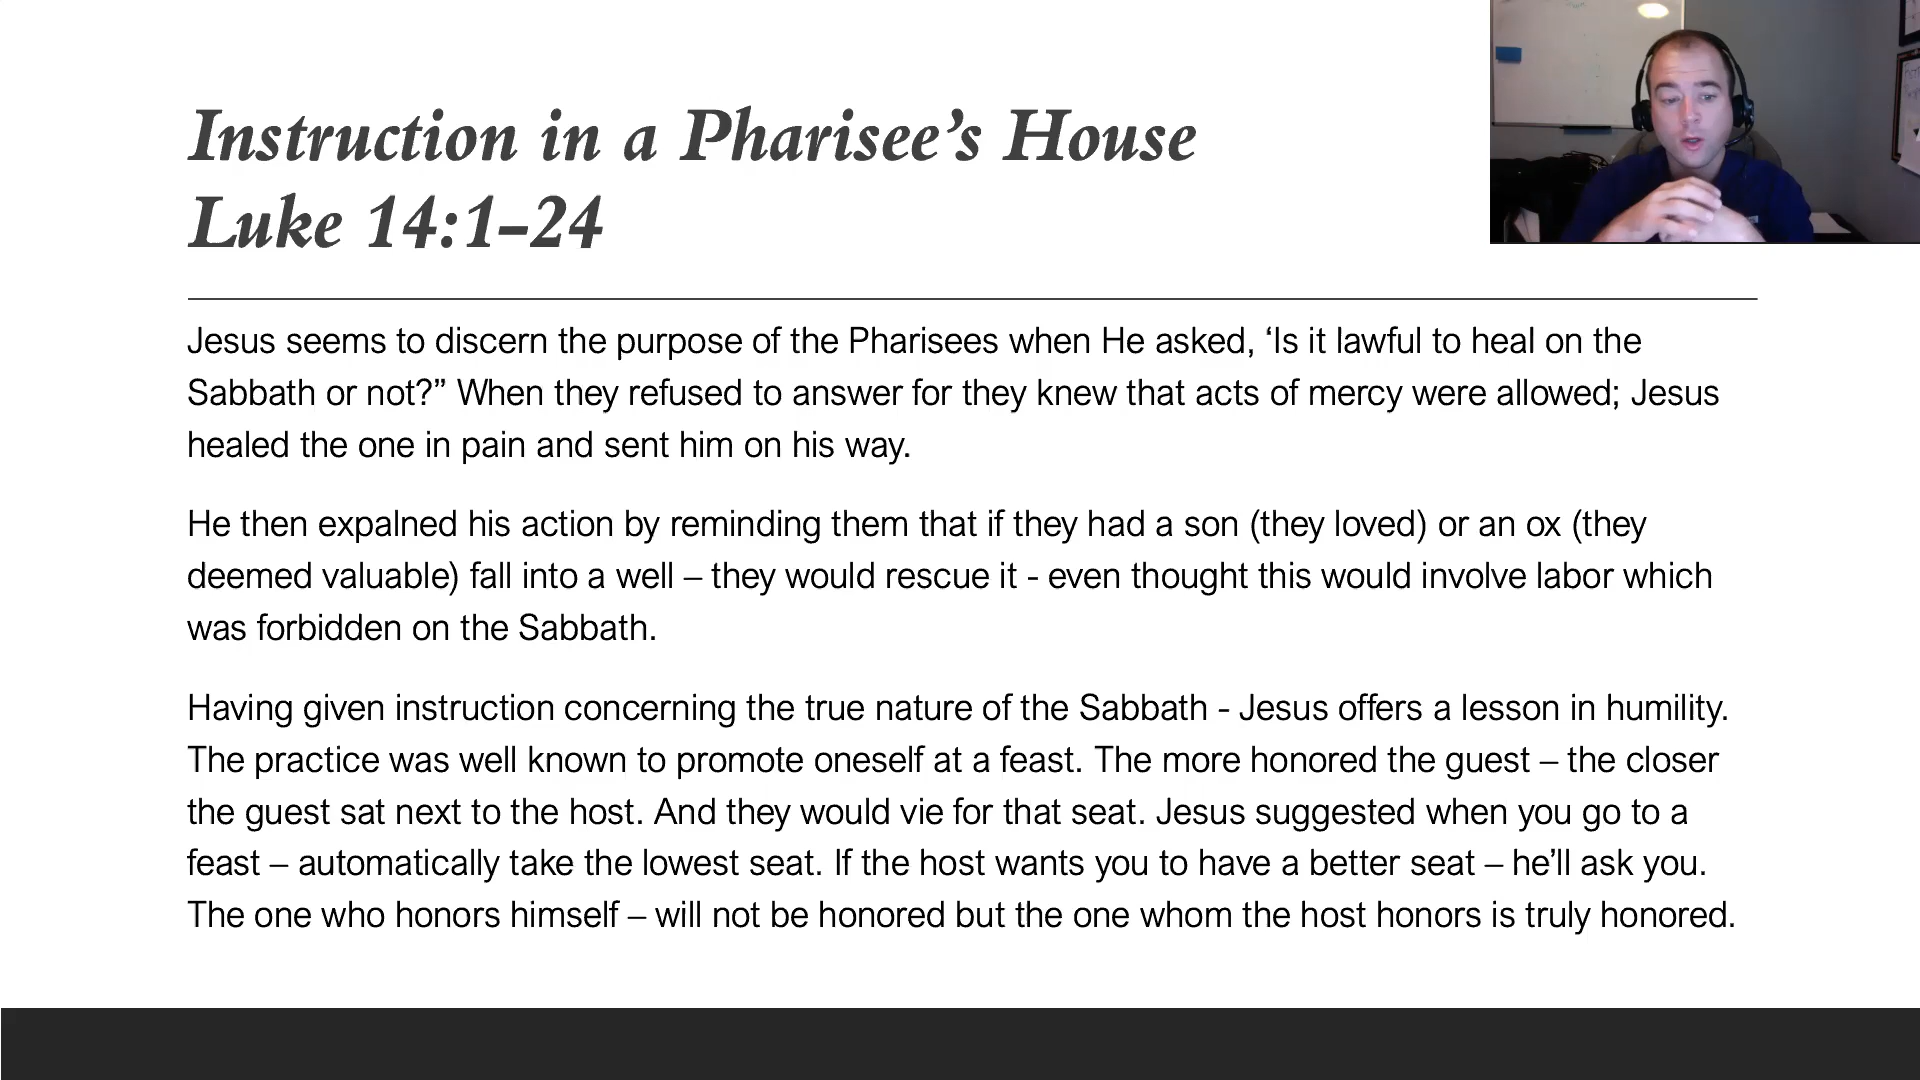 Instruction in a Pharisee’s House
Luke 14:1–24
Jesus seems to discern the purpose of the Pharisees when He asked, ‘Is it lawful to heal on the
Sabbath or not?” When they refused to answer for they knew that acts of mercy were allowed; Jesus
healed the one in pain and sent him on his way.
He then expalned his action by reminding them that if they had a son (they loved) or an ox (they
deemed valuable) fall into a well – they would rescue it - even thought this would involve labor which
was forbidden on the Sabbath.
Having given instruction concerning the true nature of the Sabbath - Jesus offers a lesson in humility.
The practice was well known to promote oneself at a feast. The more honored the guest – the closer
the guest sat next to the host. And they would vie for that seat. Jesus suggested when you go to a
feast – automatically take the lowest seat. If the host wants you to have a better seat – he’ll ask you.
The one who honors himself – will not be honored but the one whom the host honors is truly honored.